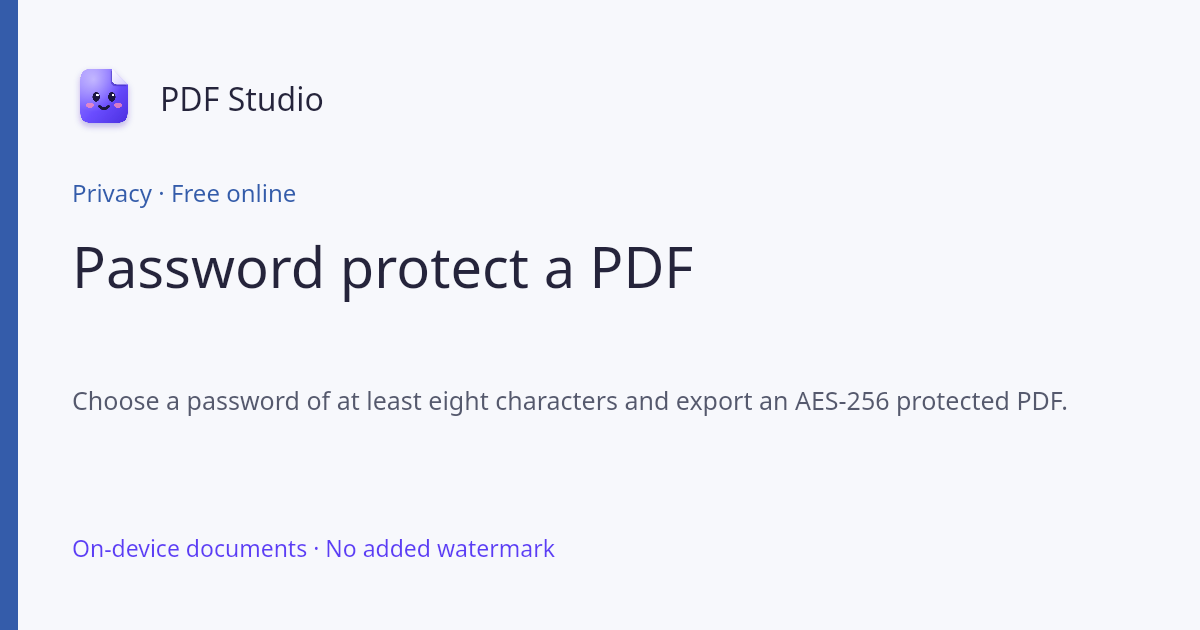 PDF Studio
Privacy · Free online
Password protect a PDF
Choose a password of at least eight characters and export an AES-256 protected PDF.
On-device documents · No added watermark